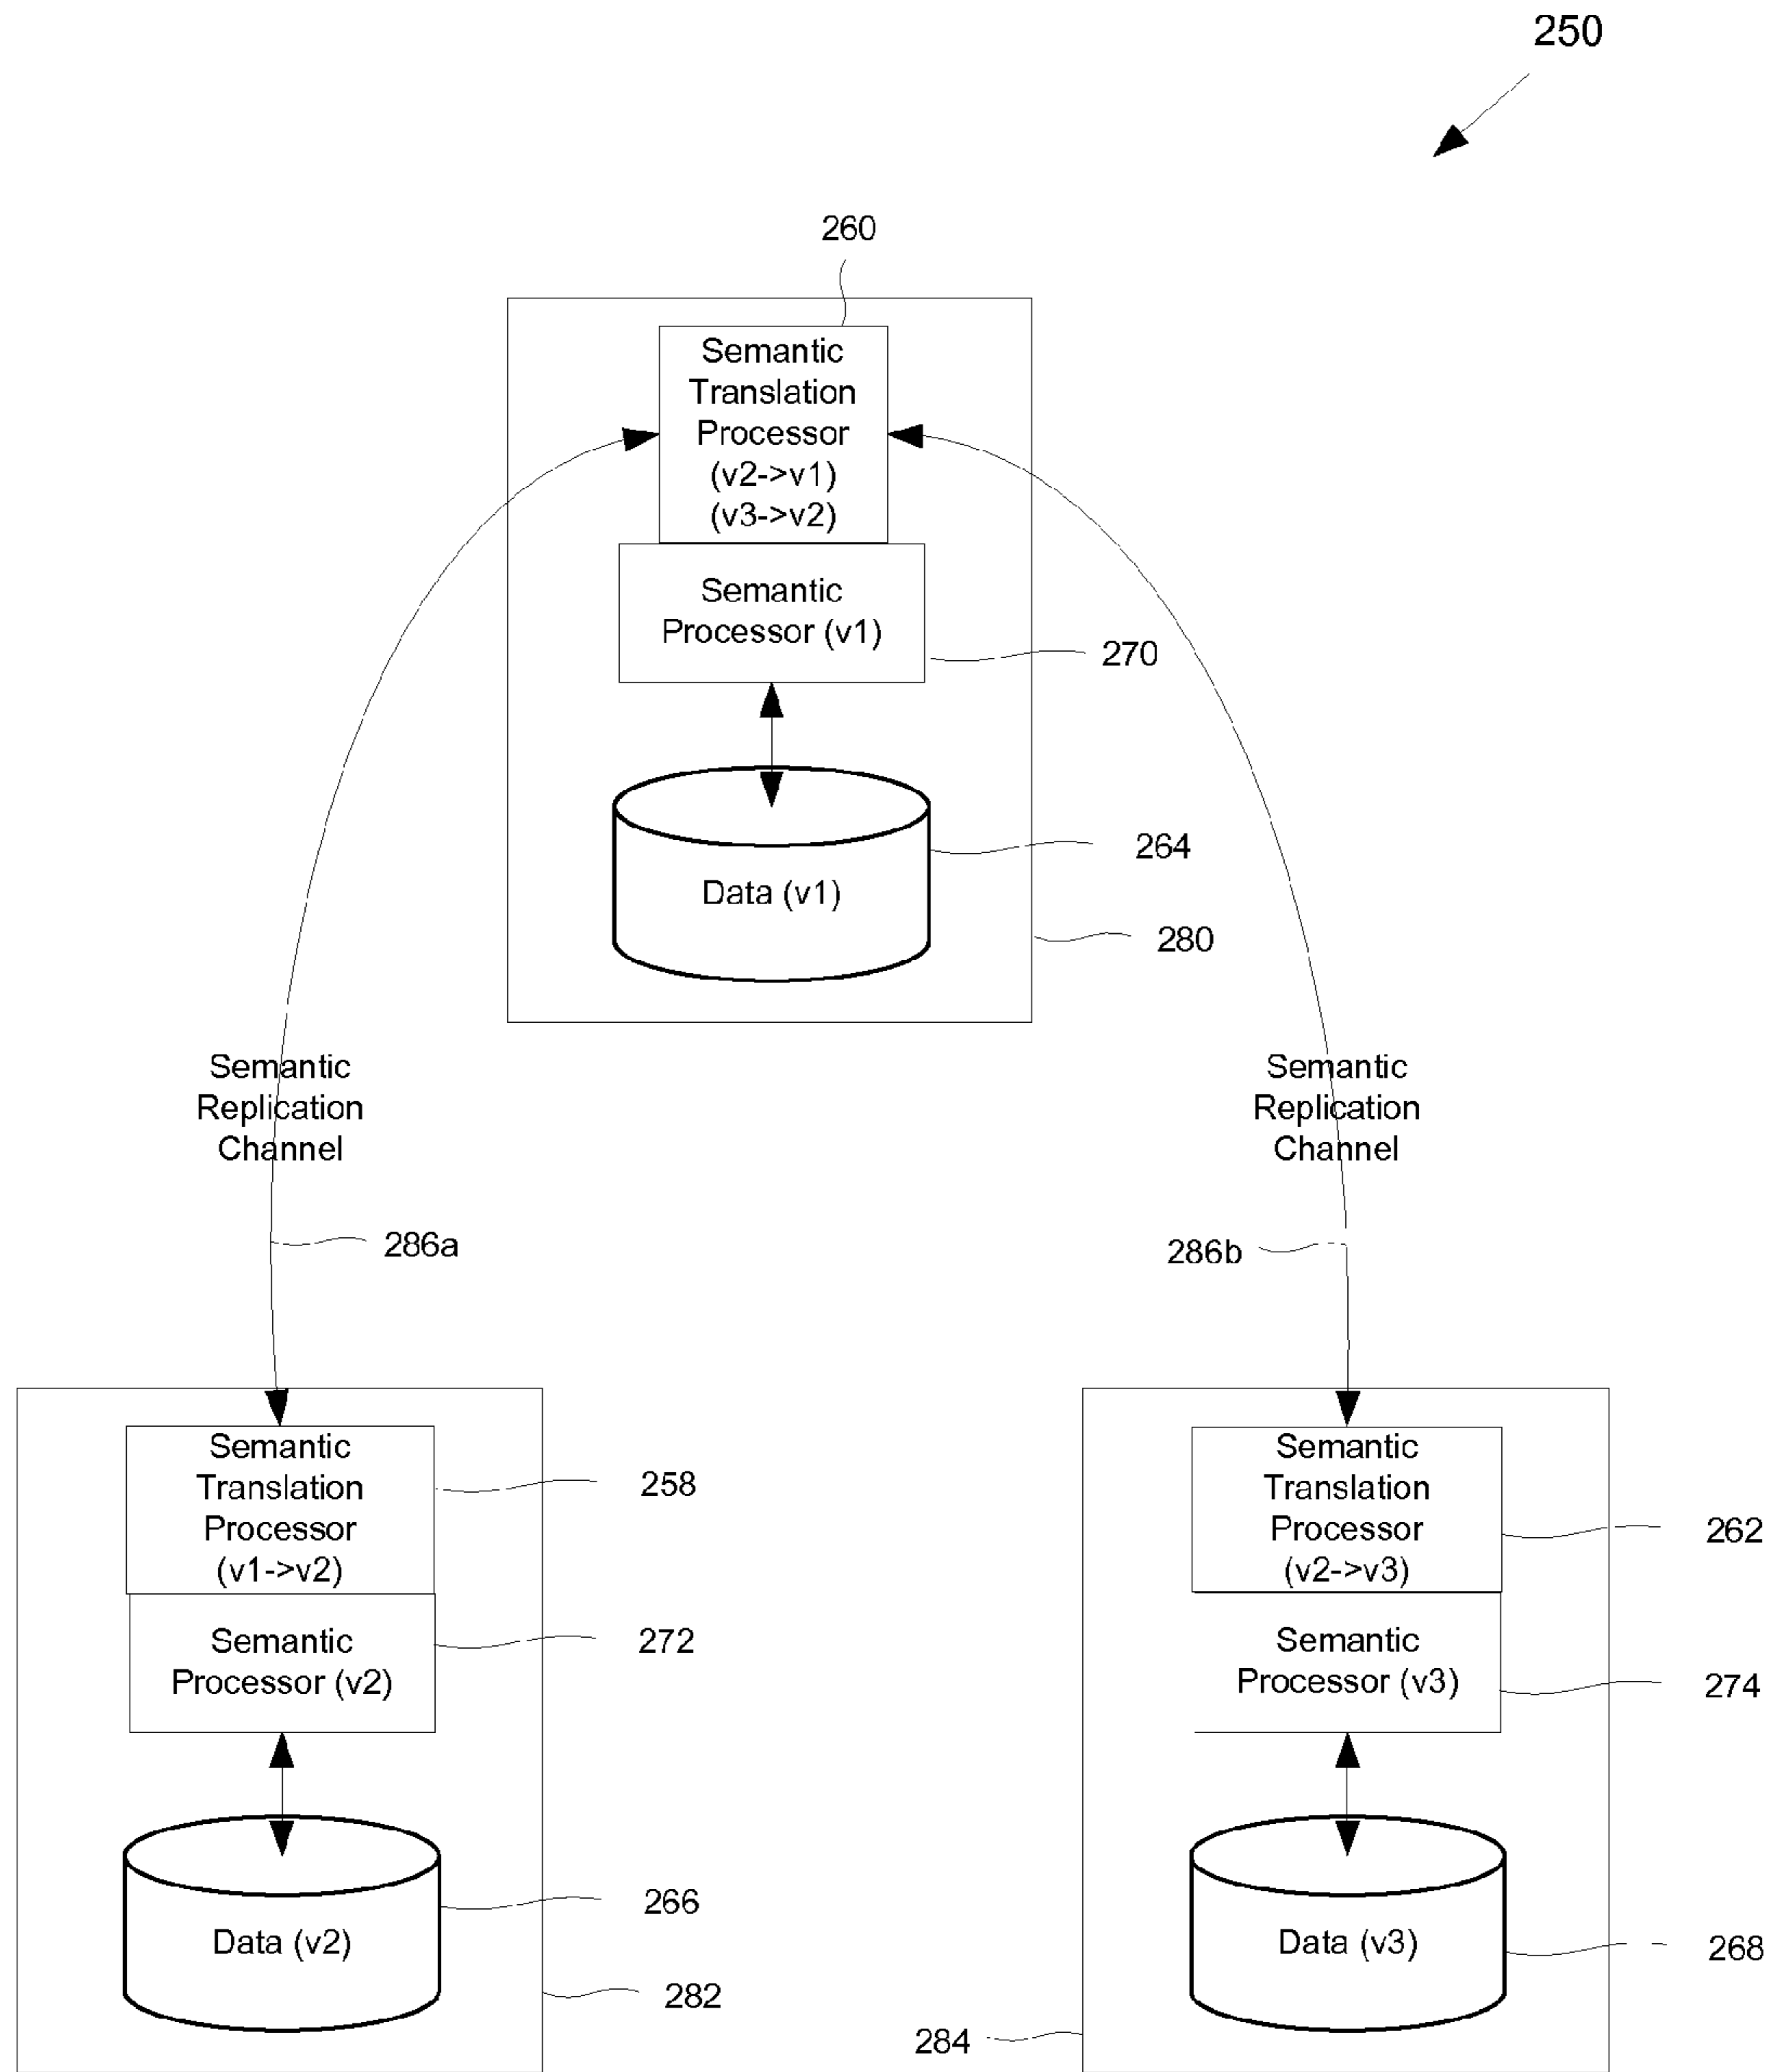 250
260
Semantic
Translation
Processor
(v2->v1)
(v3->v2)
Semantic
Processor (v1)
270
264
Data (v1)
280
Semantic
Replication
Channel
Semantic
Replication
Channel
286a
286b
Semantic
Translation
Processor
(v1->v2)
258
Semantic
Processor (v2)
272
Data (v2)
266
282
Semantic
Translation
Processor
(v2->v3)
262
Semantic
Processor (v3)
274
Data (v3)
268
284